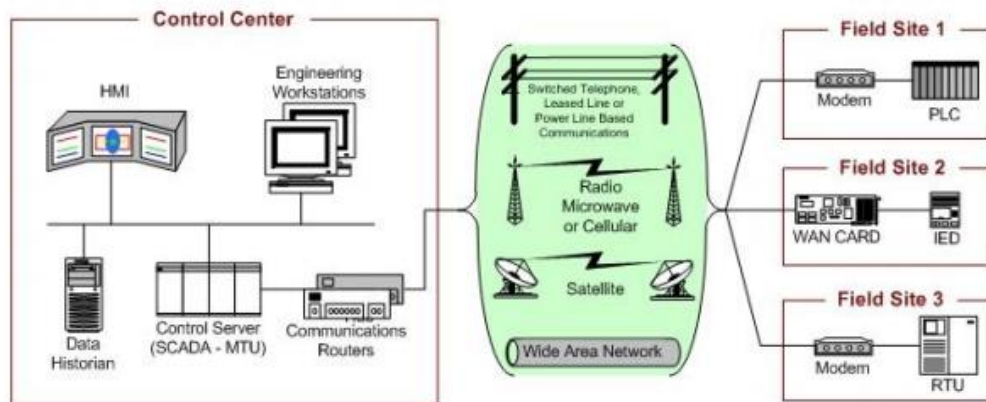 Control Center
HMI
Engineering
Workstations
Data
Historian
Control Server
(SCADA - MTU)
Communications
Routers
Switched Telephone,
Leased Line or
Power Line Based
Communications
Radio
Microwave
or Cellular
Satellite
Wide Area Network
Field Site 1
Modem
PLC
Field Site 2
WAN CARD
IED
Field Site 3
Modem
RTU